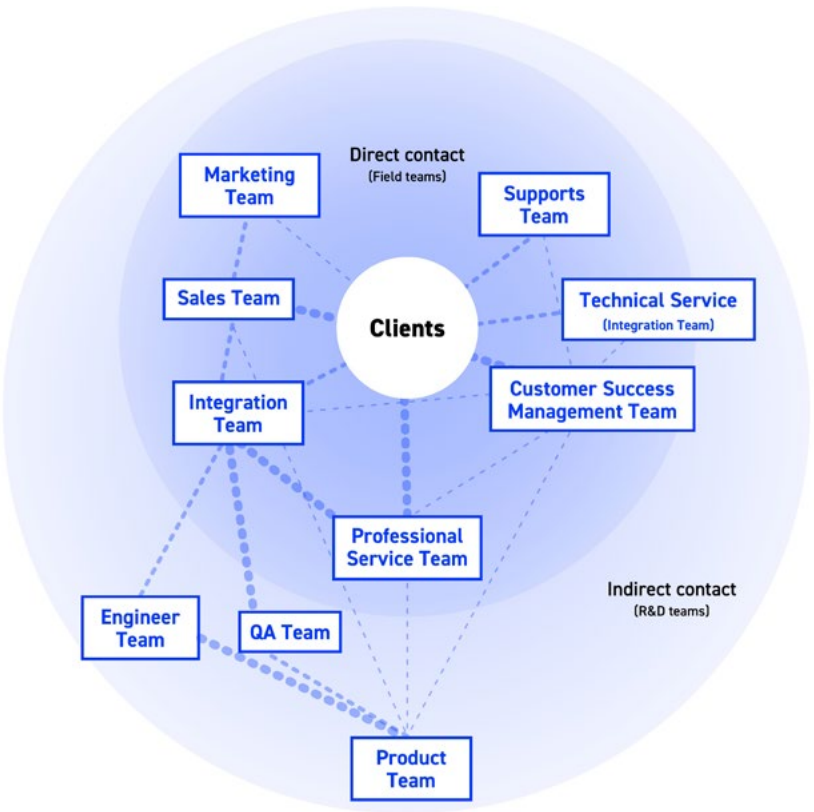 Direct contact
(Field teams)
Marketing
Team
Supports
Team
Sales Team
Clients
Technical Service
(Integration Team)
Integration
Team
Customer Success
Management Team
Professional
Service Team
Indirect contact
(R&D teams)
Engineer
Team
QA Team
Product
Team